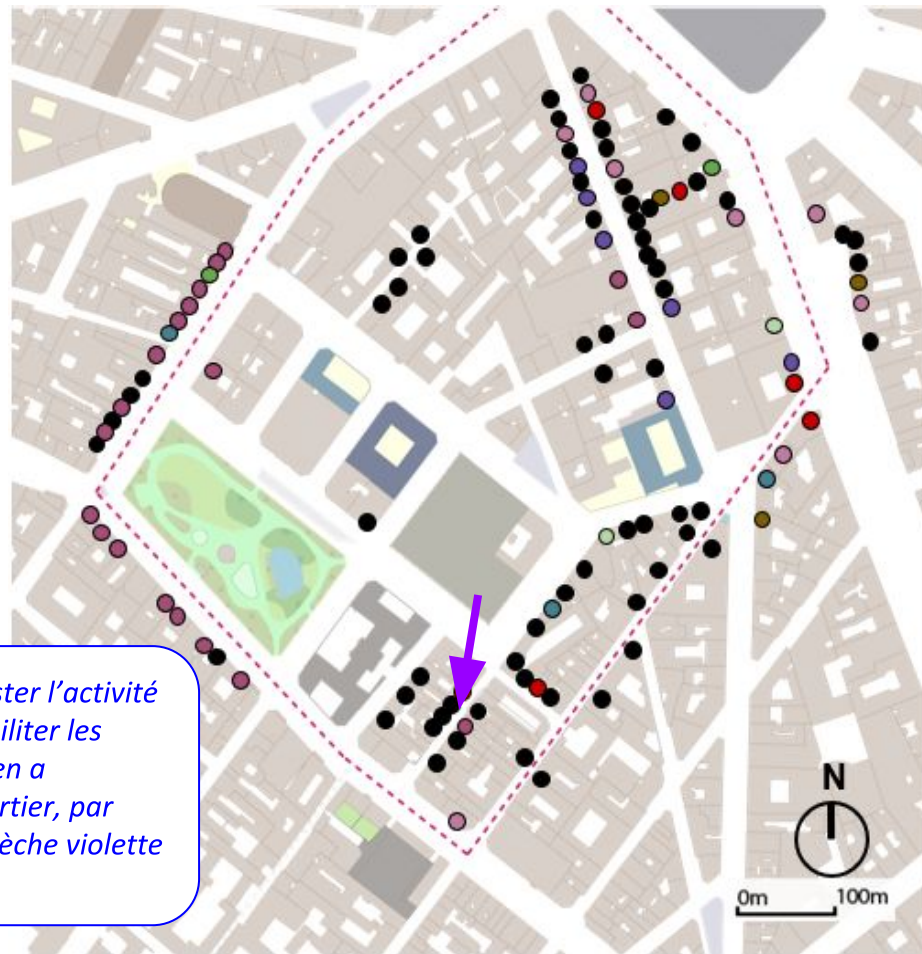 ster l’activité
iliter les
en a
rtier, par
èche violette
N
0m 100m